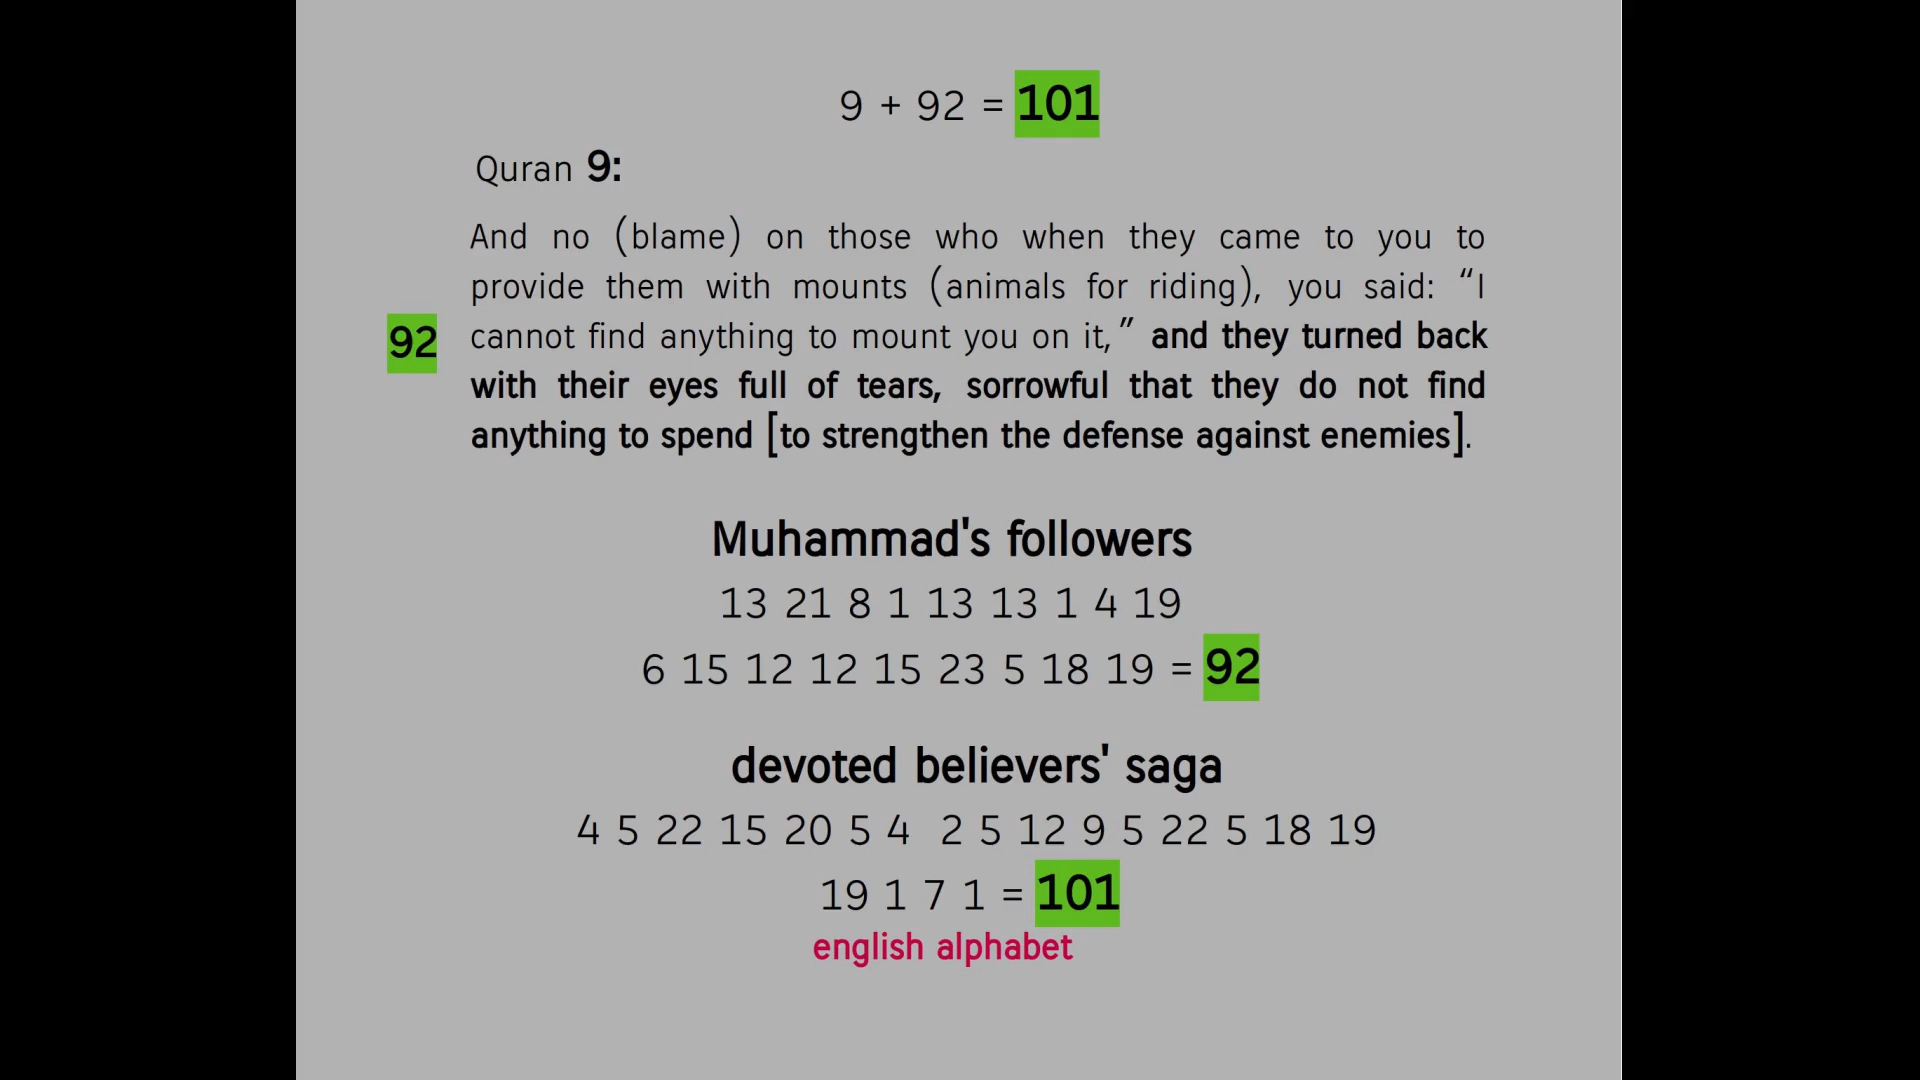 9 + 92 = 101
Quran 9:
And no (blame) on those who when they came to you to
provide them with mounts (animals for riding), you said: “I
92 cannot find anything to mount you on it,” and they turned back
with their eyes full of tears, sorrowful that they do not find
anything to spend [to strengthen the defense against enemies].
Muhammad's followers
13 21 8 1 13 13 1 4 19
6 15 12 12 15 23 5 18 19 = 92
devoted believers' saga
4 5 22 15 20 5 4 2 5 12 9 5 22 5 18 19
19 1 7 1 = 101
english alphabet